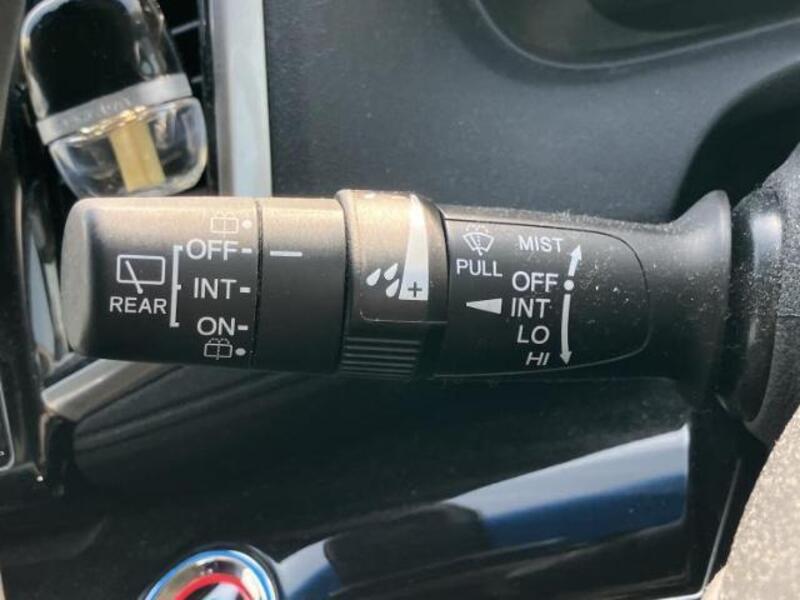 REAR
OFF
INT
ON
+
PULL
MIST
OFF
INT
LO
HI